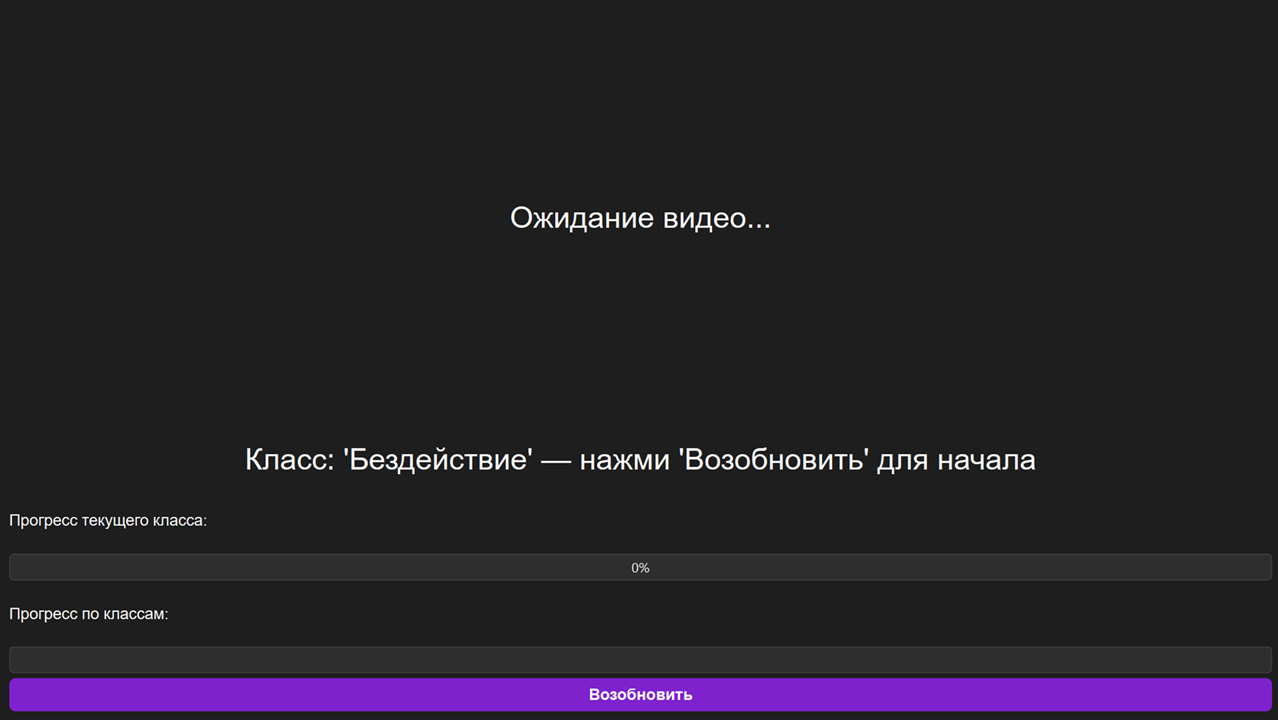 Ожидание видео...
Класс: 'Бездействие' — нажми 'Возобновить' для начала
Прогресс текущего класса:
0%
Прогресс по классам:
Возобновить